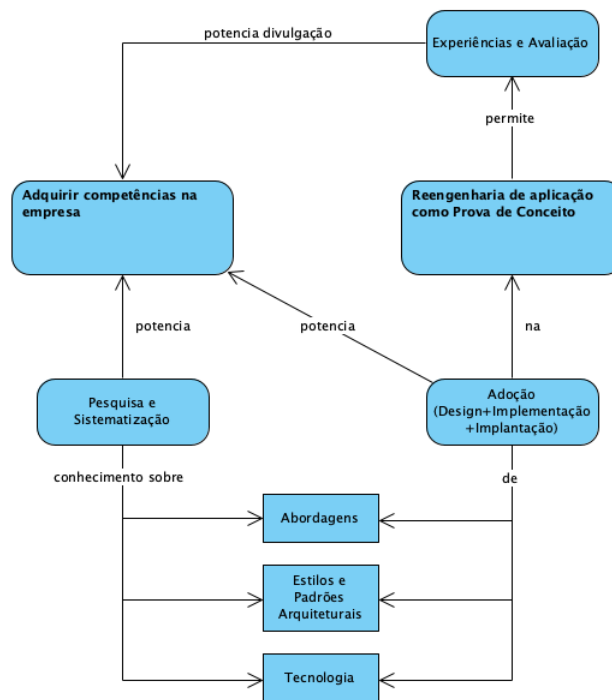 potencia divulgação
Experiências e Avaliação
permite
Adquirir competências na
empresa
Reengenharia de aplicação
como Prova de Conceito
potencia
potencia
na
Pesquisa e
Sistematização
Adoção
(Design+Implementação
+Implantação)
conhecimento sobre
de
Abordagens
Estilos e
Padrões
Arquiteturais
Tecnologia